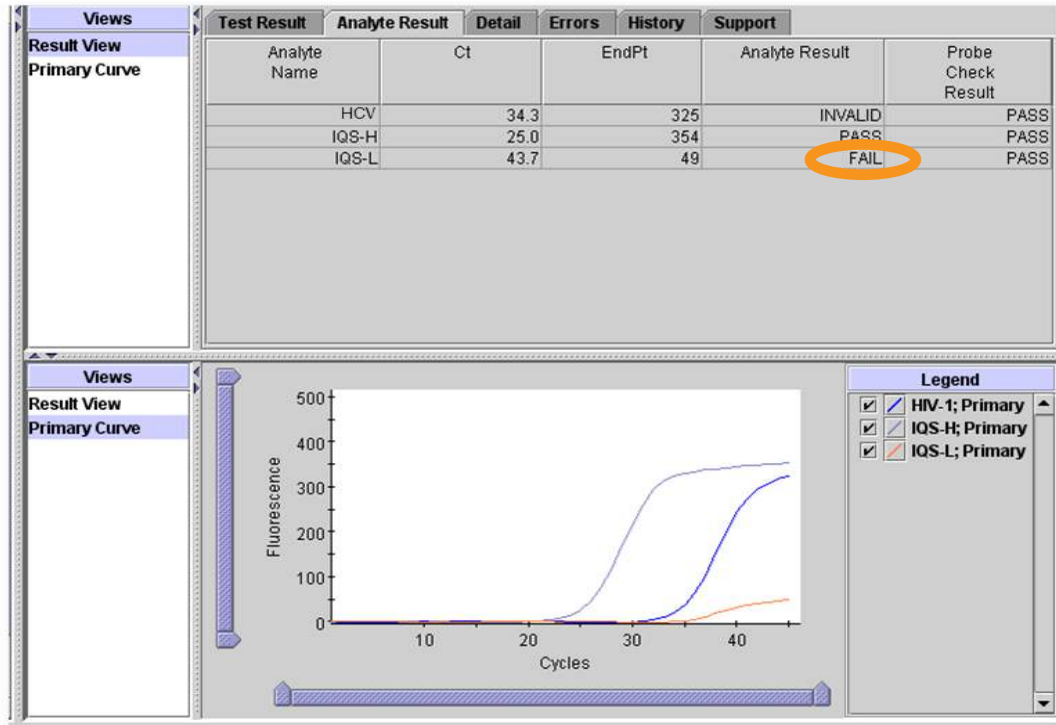 Views
Result View
Primary Curve
Test Result Analyte Result Detail Errors History Support
Analyte Name Ct EndPt Analyte Result Probe Check Result
HCV 34.3 325 INVALID PASS
IQS-H 25.0 354 PASS PASS
IQS-L 43.7 49 FAIL PASS
Views
Result View
Primary Curve
500
400
300
200
100
0
Fluorescence
10 20 30 40
Cycles
Legend
HIV-1; Primary
IQS-H; Primary
IQS-L; Primary